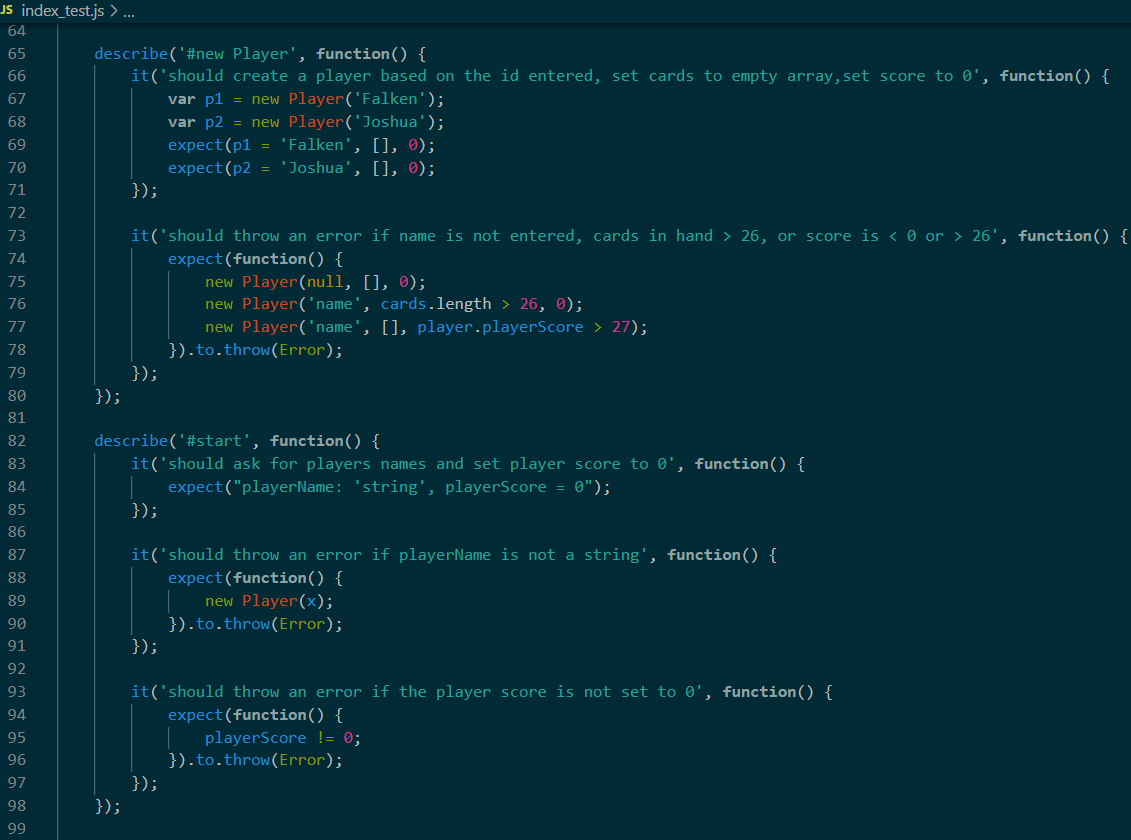 JS index_test.js > ...
64
65 describe('#new Player', function() {
66 it('should create a player based on the id entered, set cards to empty array,set score to 0', function() {
67 var p1 = new Player('Falken');
68 var p2 = new Player('Joshua');
69 expect(p1 = 'Falken', [], 0);
70 expect(p2 = 'Joshua', [], 0);
71 });
72
73 it('should throw an error if name is not entered, cards in hand > 26, or score is < 0 or > 26', function() {
74 expect(function() {
75 new Player(null, [], 0);
76 new Player('name', cards.length > 26, 0);
77 new Player('name', [], player.playerScore > 27);
78 }).to.throw(Error);
79 });
80 });
81
82 describe('#start', function() {
83 it('should ask for players names and set player score to 0', function() {
84 expect("playerName: 'string', playerScore = 0");
85 });
86
87 it('should throw an error if playerName is not a string', function() {
88 expect(function() {
89 new Player(x);
90 }).to.throw(Error);
91 });
92
93 it('should throw an error if the player score is not set to 0', function() {
94 expect(function() {
95 playerScore != 0;
96 }).to.throw(Error);
97 });
98 });
99